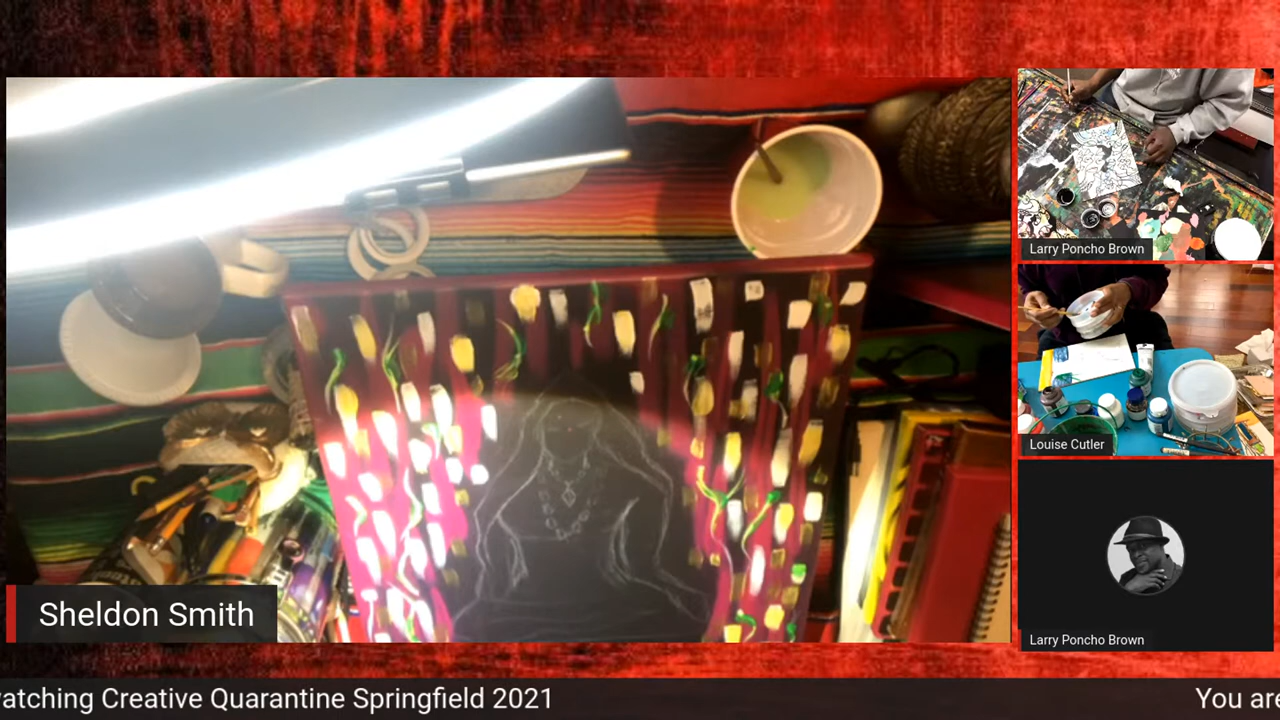 Larry Poncho Brown
Louise Cutler
Sheldon Smith
Larry Poncho Brown
atching Creative Quarantine Springfield 2021
You are